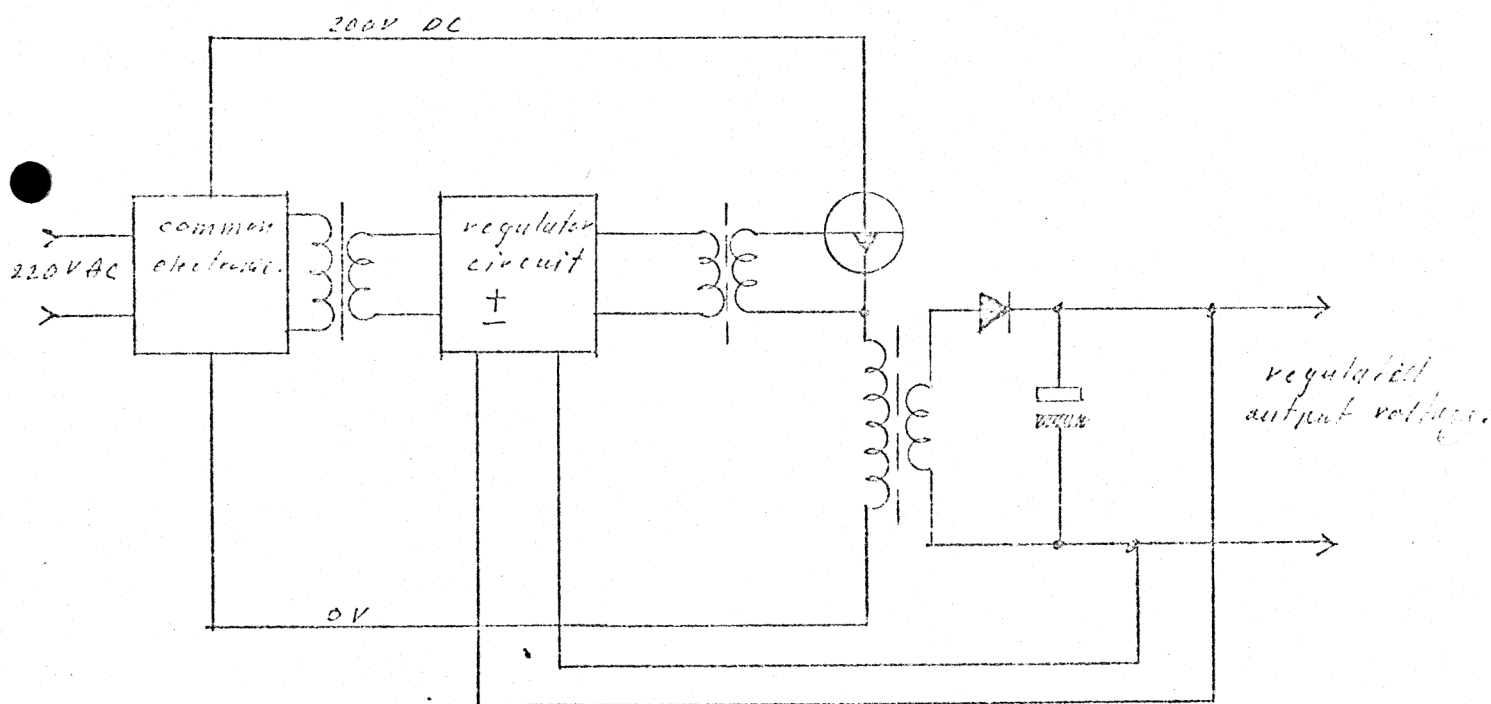 200V DC
common
electronic.
220VAC
regulator
circuit
+
-
regulated
output voltage.
0V